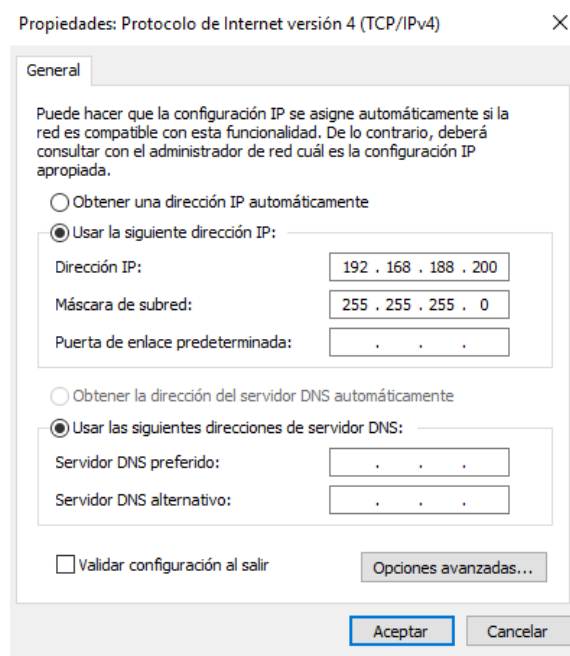 Propiedades: Protocolo de Internet versión 4 (TCP/IPv4)
General
Puede hacer que la configuración IP se asigne automáticamente si la
red es compatible con esta funcionalidad. De lo contrario, deberá
consultar con el administrador de red cuál es la configuración IP
apropiada.
Obtener una dirección IP automáticamente
Usar la siguiente dirección IP:
Dirección IP: 192 . 168 . 188 . 200
Máscara de subred: 255 . 255 . 255 . 0
Puerta de enlace predeterminada: . . .
Obtener la dirección del servidor DNS automáticamente
Usar las siguientes direcciones de servidor DNS:
Servidor DNS preferido: . . .
Servidor DNS alternativo: . . .
Validar configuración al salir Opciones avanzadas...
Aceptar Cancelar